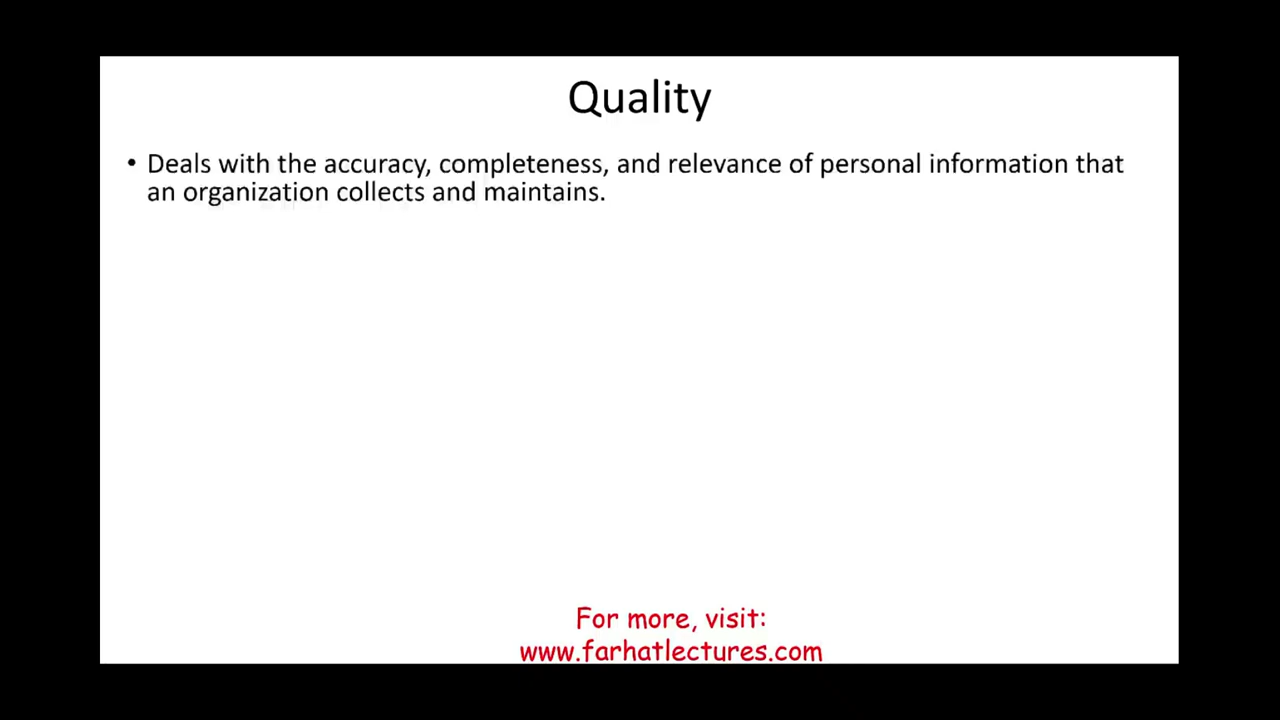 Quality
• Deals with the accuracy, completeness, and relevance of personal information that
an organization collects and maintains.
For more, visit:
www.farhatlectures.com